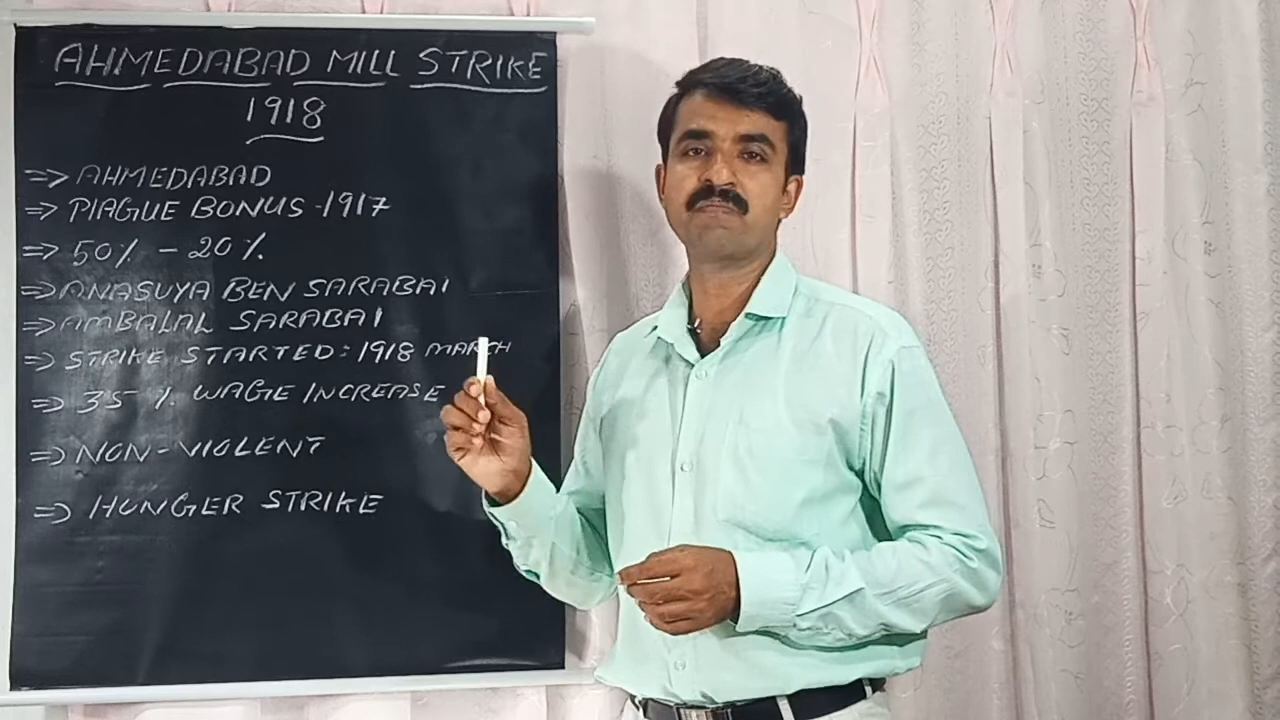 AHMEDABAD MILL STRIKE
1918
⇒ AHMEDABAD
⇒ PLAGUE BONUS - 1917
⇒ 50% - 20%
⇒ ANASUYA BEN SARABAI
⇒ AMBALAL SARABAI
⇒ STRIKE STARTED: 1918 MARCH
⇒ 35% WAGE INCREASE
⇒ NON-VIOLENT
⇒ HUNGER STRIKE